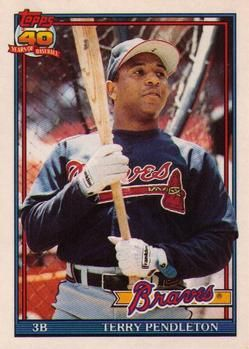 Topps
40
YEARS OF BASEBALL
Braves
Braves®
3B TERRY PENDLETON